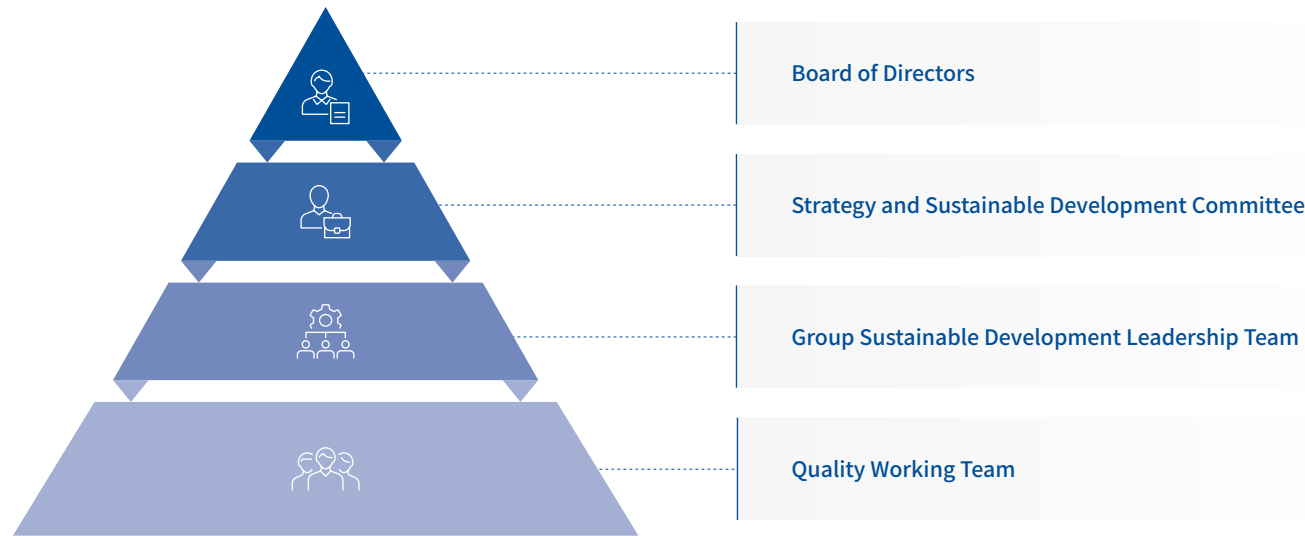 Board of Directors
Strategy and Sustainable Development Committee
Group Sustainable Development Leadership Team
Quality Working Team